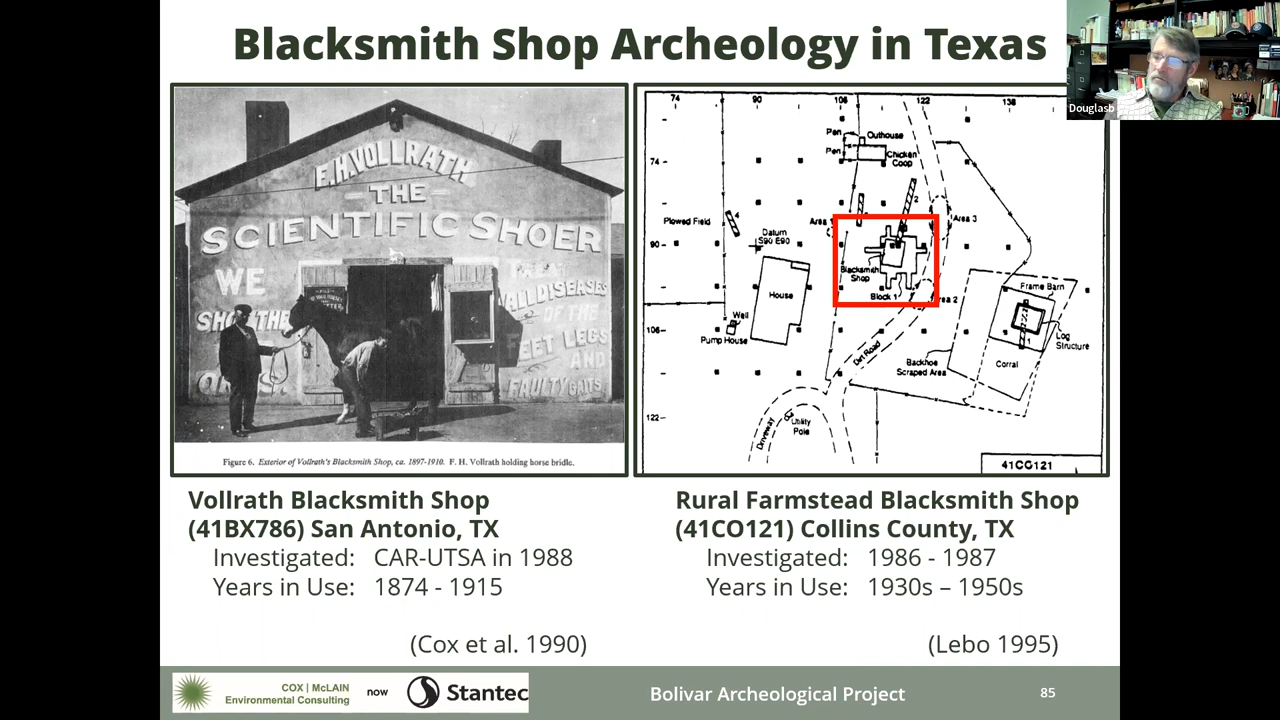 Blacksmith Shop Archeology in Texas
Douglasb
F.H.VOLLRATH
THE
SCIENTIFIC SHOER
WE
SHOE THE
ALL DISEASES
OF THE
FEET LEGS
AND
FAULTY GAITS
Figure 6. Exterior of Vollrath's Blacksmith Shop, ca. 1897-1910. F. H. Vollrath holding horse bridle.
74 90 106 122 138
Pen
Outhouse
Pen
Chicken
Coop
74
2
4
Plowed Field
Area
Area 3
Datum
S90 E90
90
Blacksmith
Shop
Block 1
Area 2
House
Frame Barn
Well
Pump House
106
1
Log
Structure
Dirt Road
Backhoe
Scraped Area
Corral
122
Driveway
Utility
Pole
41CO121
Vollrath Blacksmith Shop
(41BX786) San Antonio, TX
Investigated: CAR-UTSA in 1988
Years in Use: 1874 - 1915
(Cox et al. 1990)
Rural Farmstead Blacksmith Shop
(41CO121) Collins County, TX
Investigated: 1986 - 1987
Years in Use: 1930s – 1950s
(Lebo 1995)
COX | McLAIN
Environmental Consulting
now
Stantec
Bolivar Archeological Project
85